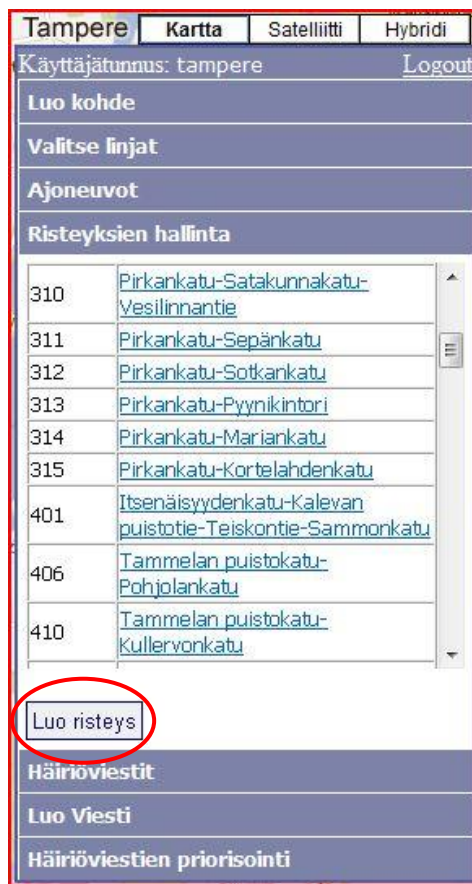 Tampere Kartta Satelliitti Hybridi
Käyttäjätunnus: tampere Logout
Luo kohde
Valitse linjat
Ajoneuvot
Risteyksien hallinta
310 Pirkankatu-Satakunnakatu-
Vesilinnantie
311 Pirkankatu-Sepänkatu
312 Pirkankatu-Sotkankatu
313 Pirkankatu-Pyynikintori
314 Pirkankatu-Mariankatu
315 Pirkankatu-Kortelahdenkatu
401 Itsenäisyydenkatu-Kalevan
puistotie-Teiskontie-Sammonkatu
406 Tammelan puistokatu-
Pohjolankatu
410 Tammelan puistokatu-
Kullervonkatu
Luo risteys
Häiriöviestit
Luo Viesti
Häiriöviestien priorisointi